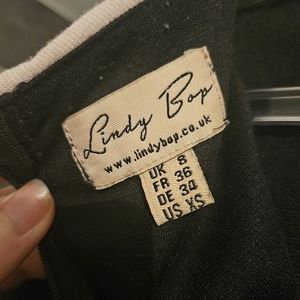 Lindy Bop
www.lindybop.co.uk
UK 8
FR 36
DE 34
US XS